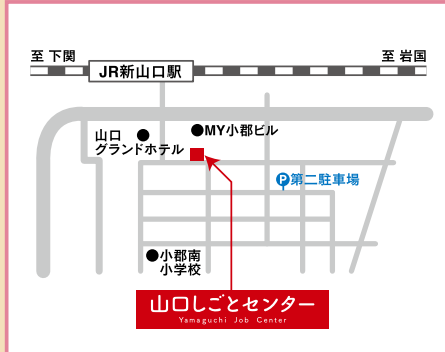 至 下関
至 岩国
JR新山口駅
山口
グランドホテル
MY小郡ビル
P第二駐車場
小郡南
小学校
山口しごとセンター
Yamaguchi Job Center